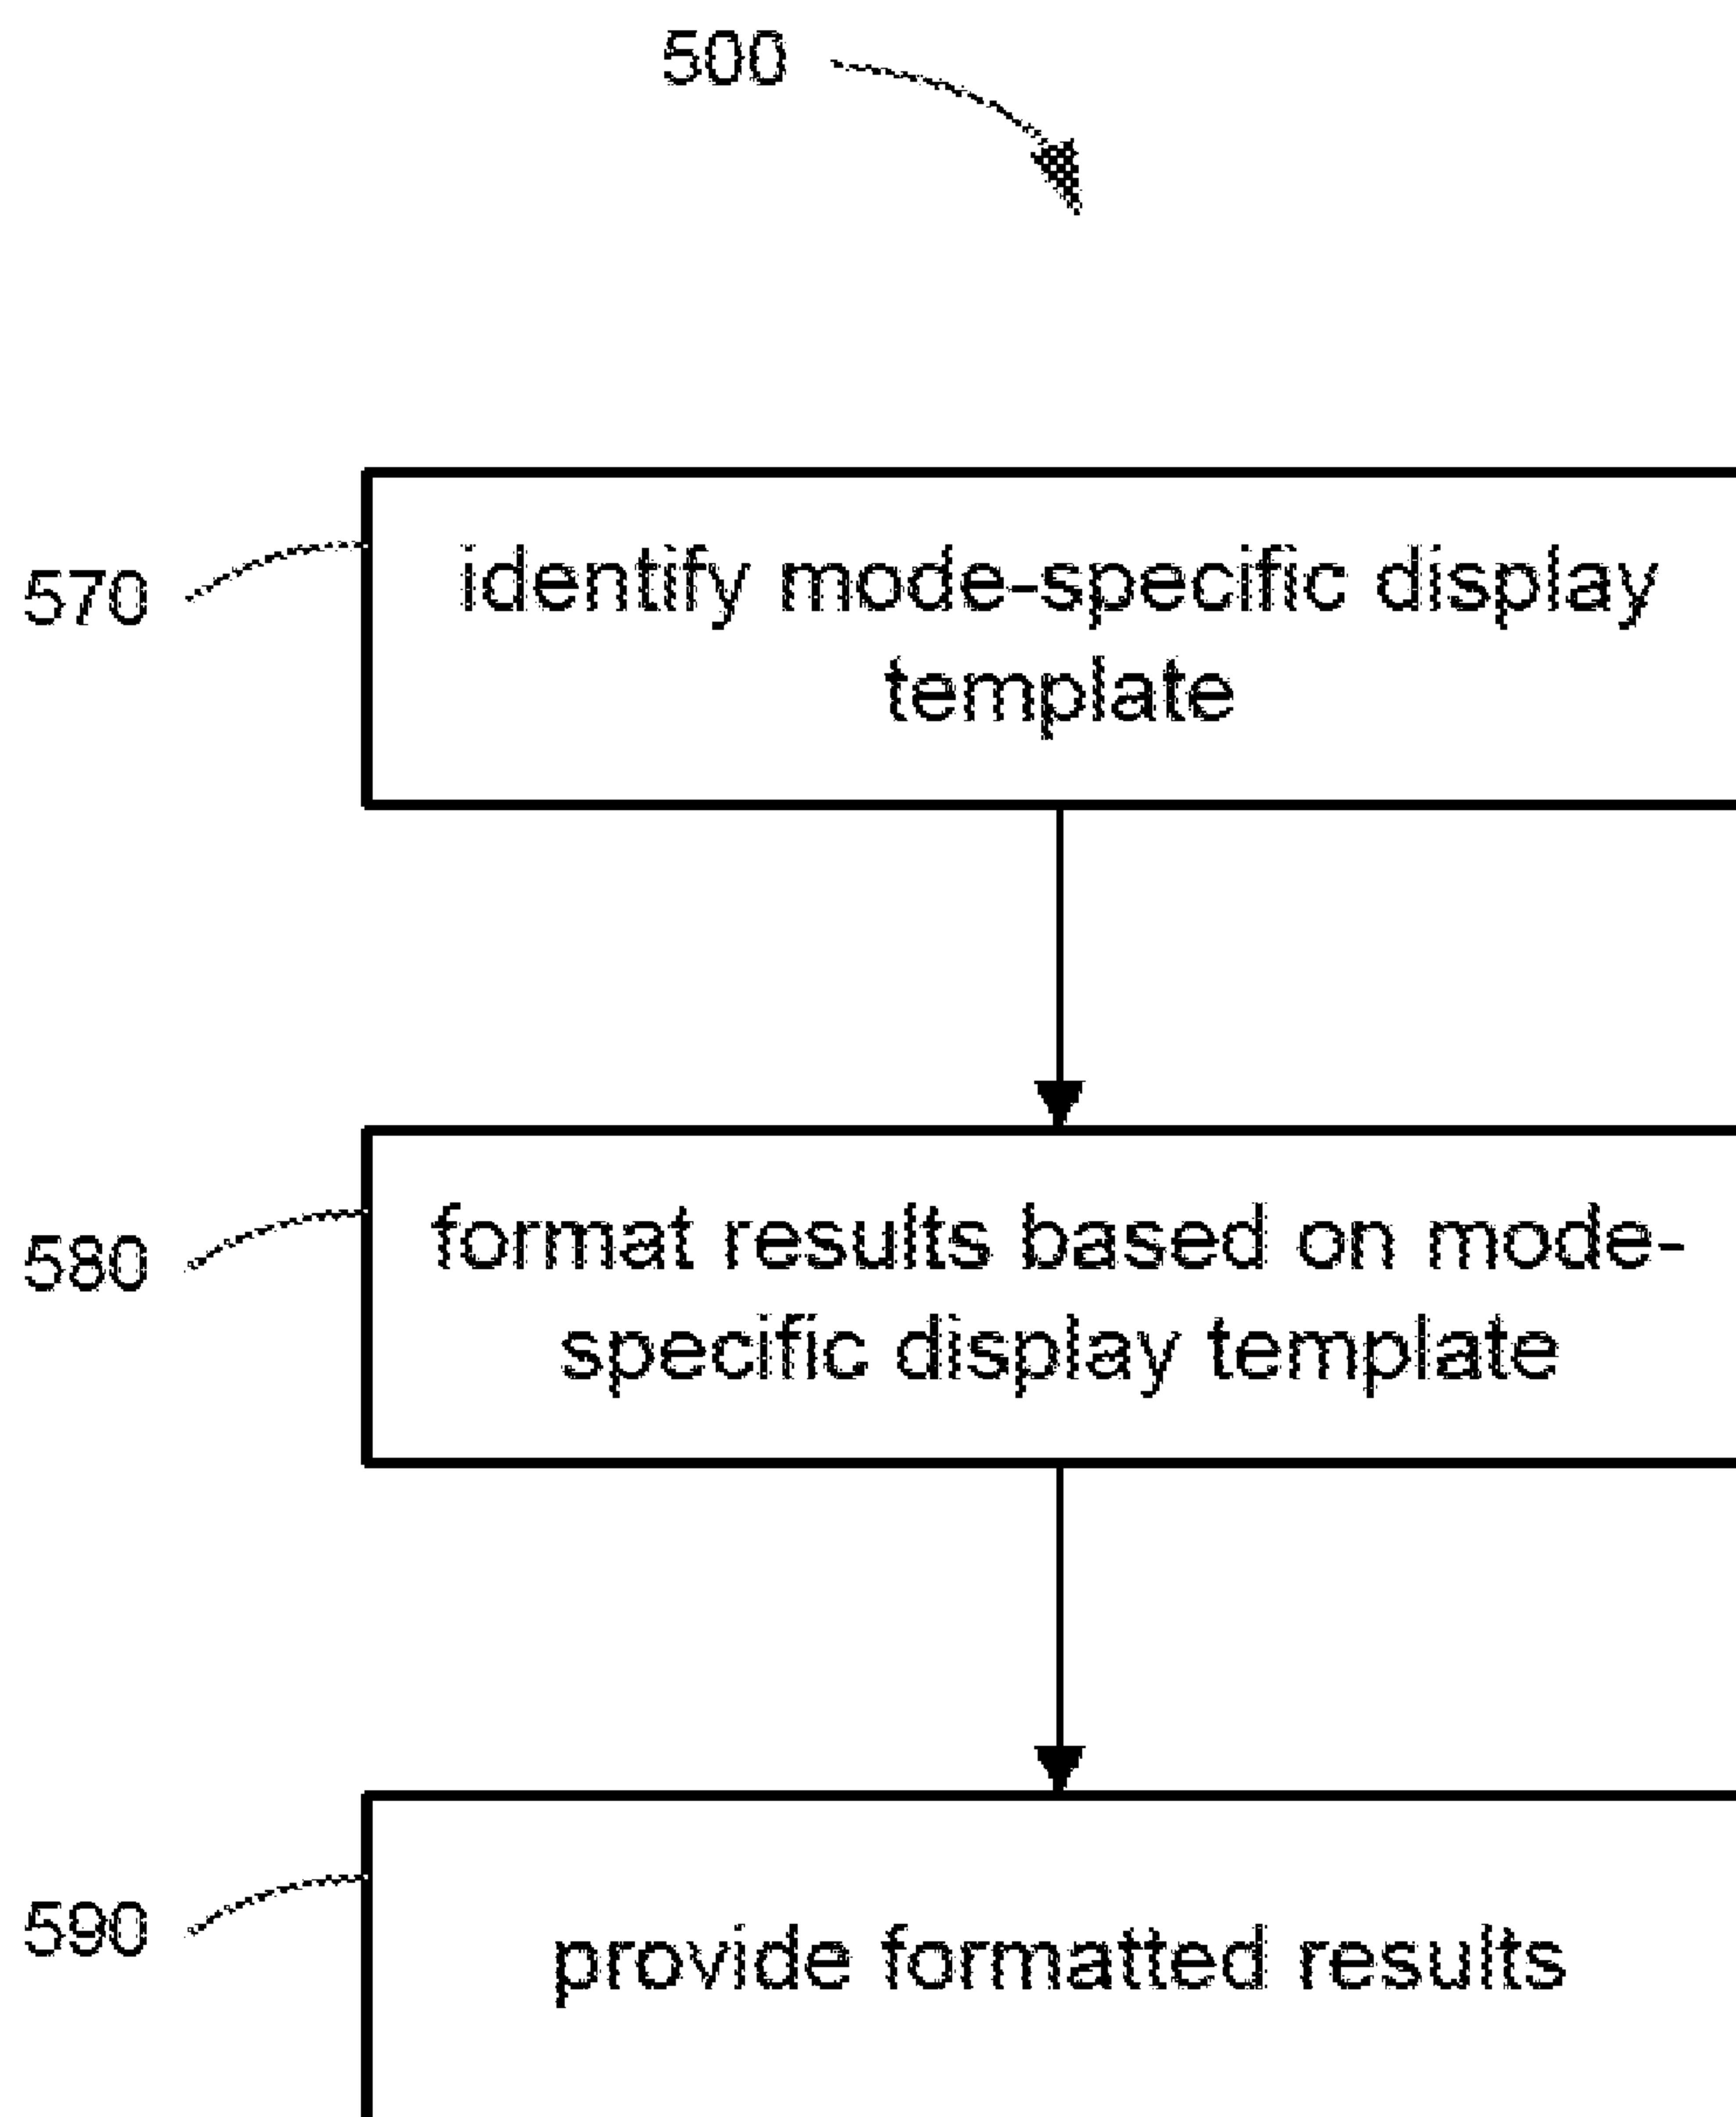 500
570
identify mode-specific display
template
580
format results based on mode-
specific display template
590
provide formatted results